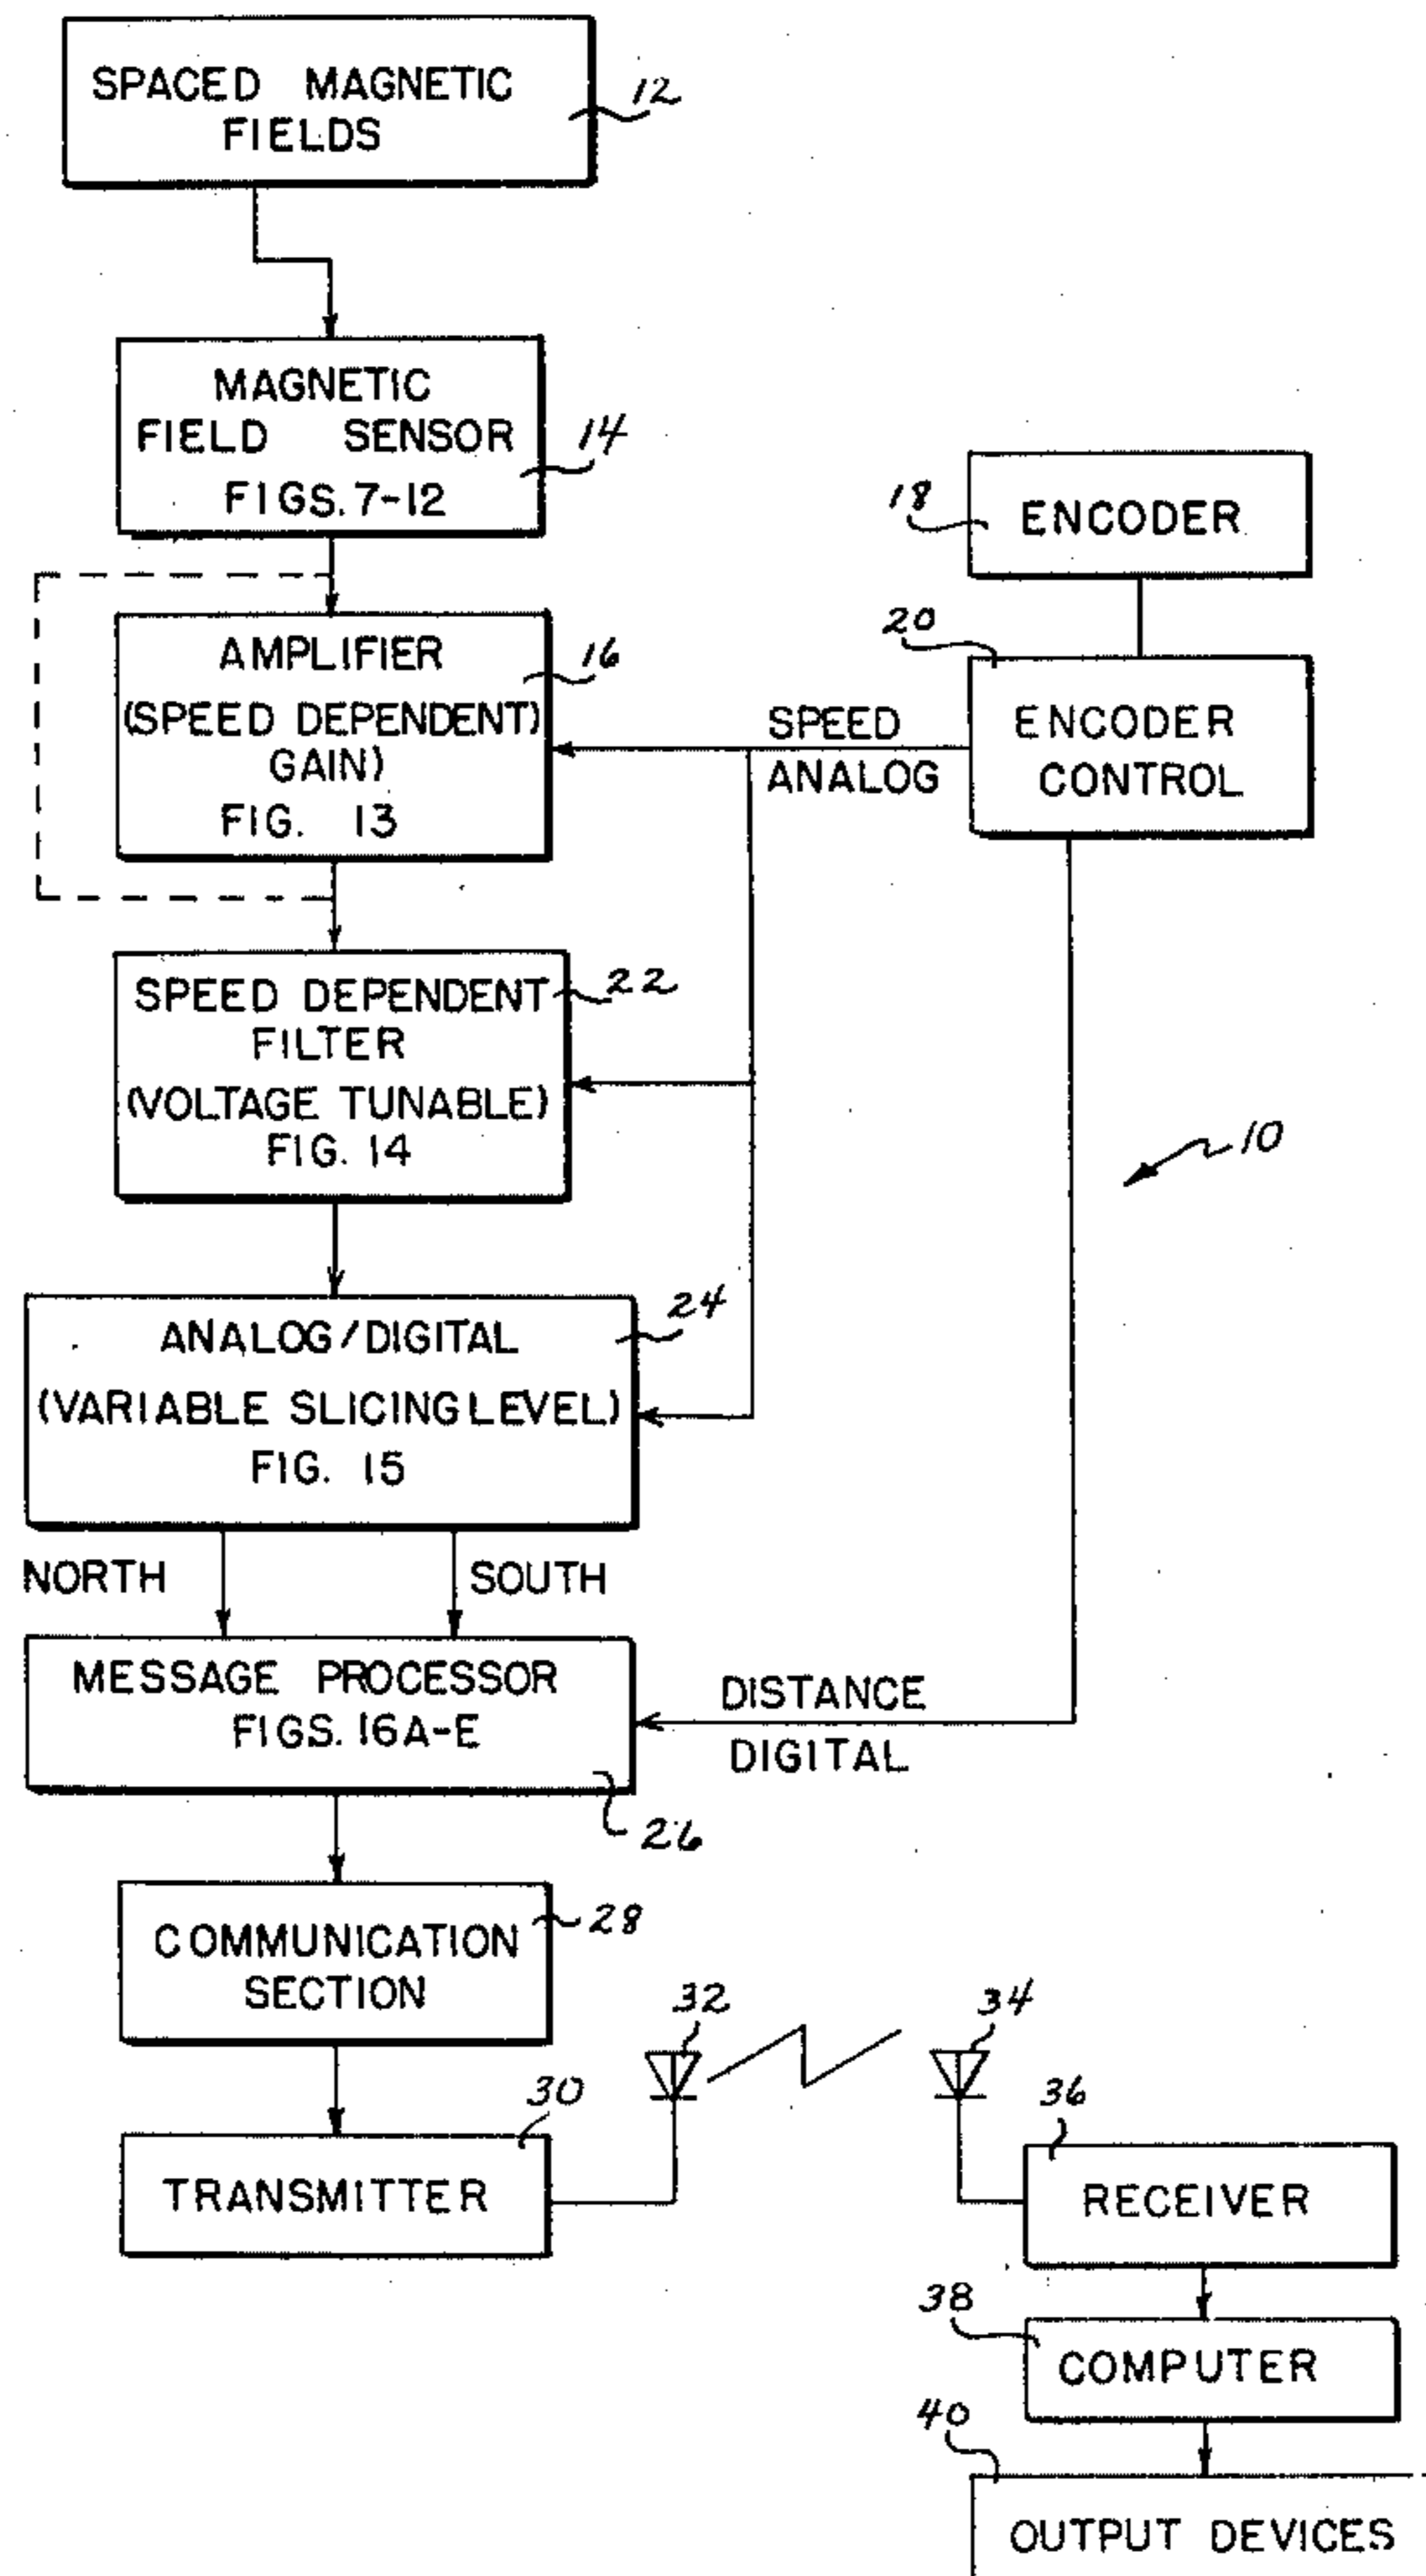 SPACED MAGNETIC
FIELDS
12
MAGNETIC
FIELD SENSOR
FIGS. 7-12
14
18
ENCODER
AMPLIFIER
(SPEED DEPENDENT)
GAIN)
FIG. 13
16
20
ENCODER
CONTROL
SPEED
ANALOG
SPEED DEPENDENT
FILTER
(VOLTAGE TUNABLE)
FIG. 14
22
10
ANALOG/DIGITAL
(VARIABLE SLICING LEVEL)
FIG. 15
24
NORTH
SOUTH
MESSAGE PROCESSOR
FIGS. 16A-E
26
DISTANCE
DIGITAL
COMMUNICATION
SECTION
28
32
34
30
TRANSMITTER
36
RECEIVER
38
COMPUTER
40
OUTPUT DEVICES